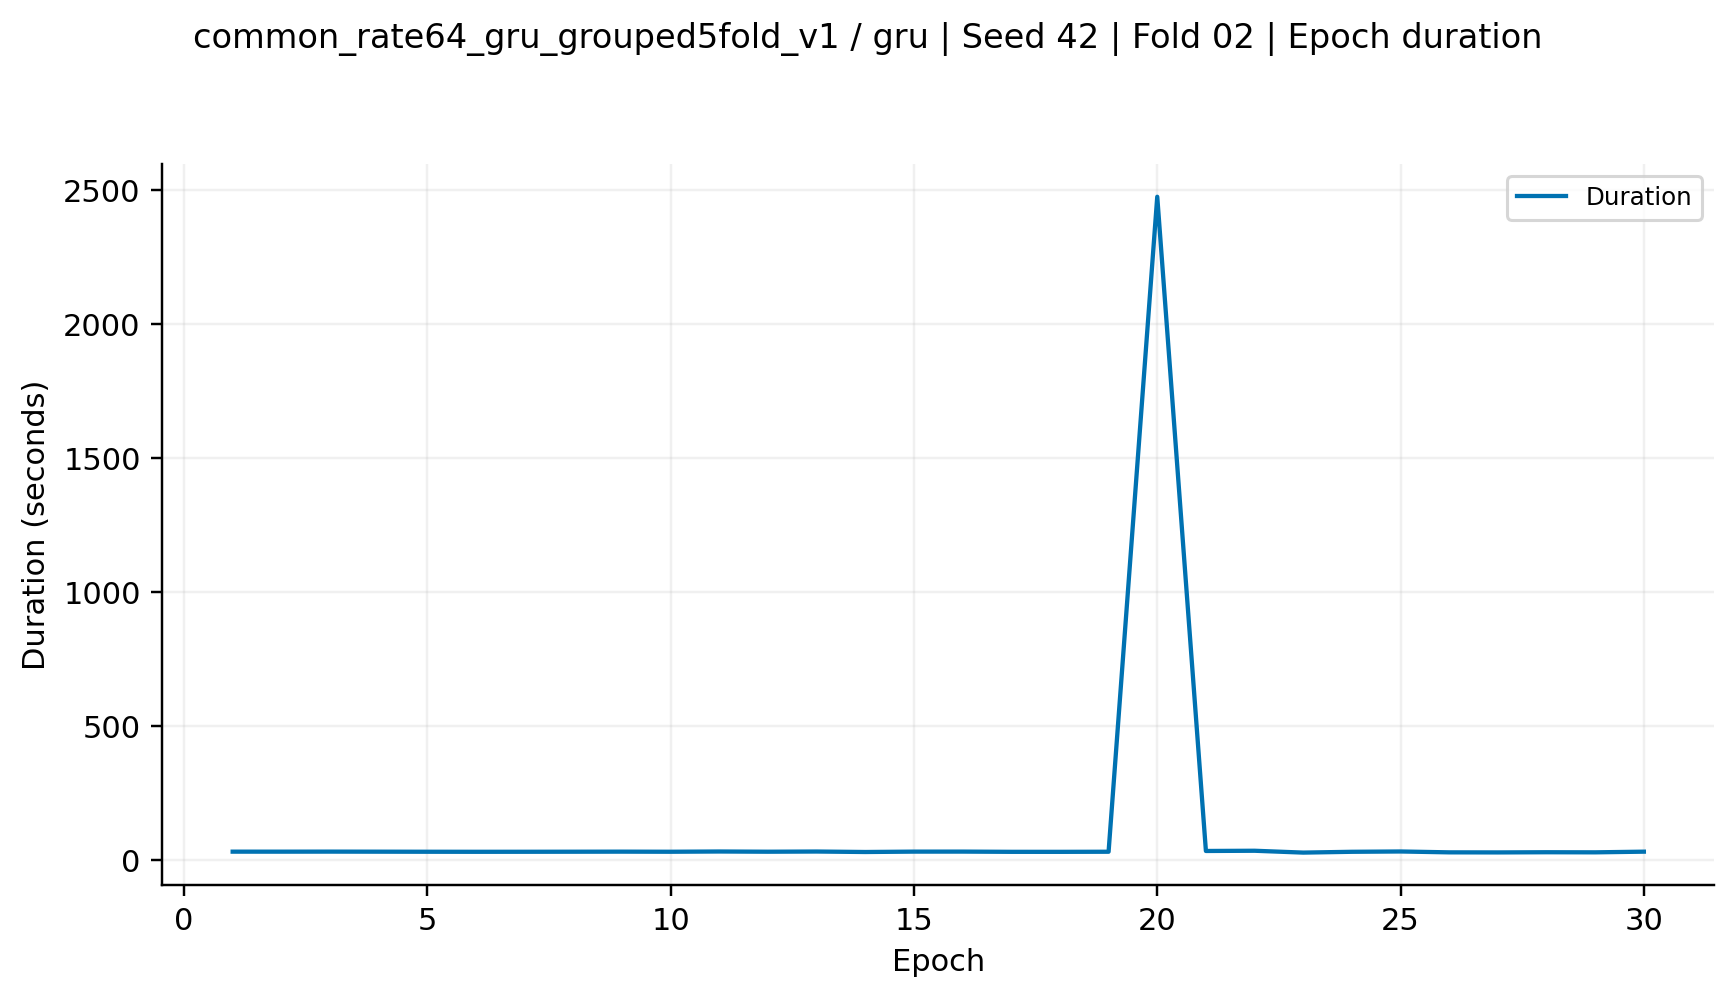 common_rate64_gru_grouped5fold_v1 / gru | Seed 42 | Fold 02 | Epoch duration
Duration
2500
2000
1500
1000
500
0
Duration (seconds)
0 5 10 15 20 25 30
Epoch